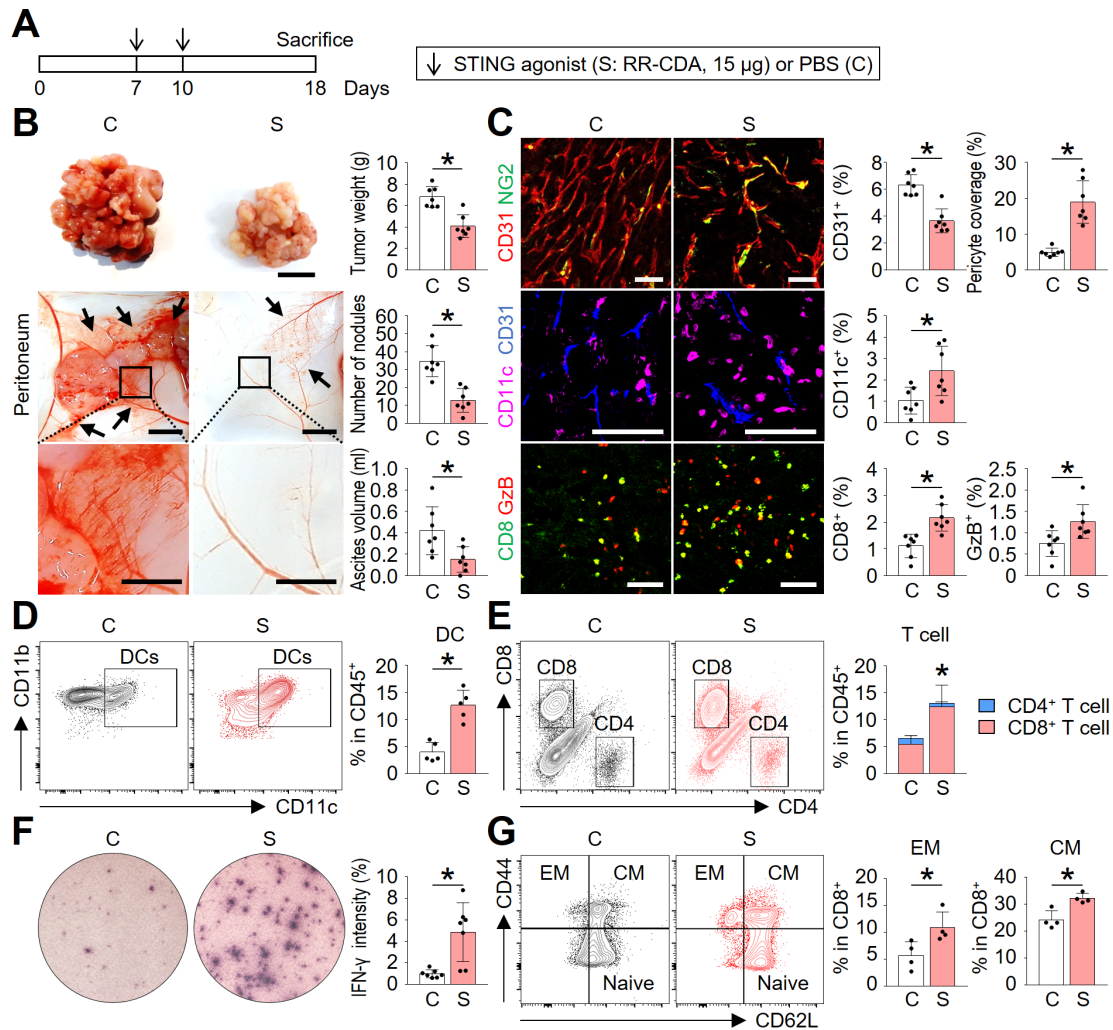 A
Sacrifice
0 7 10 18 Days
STING agonist (S: RR-CDA, 15 µg) or PBS (C)
B
C S
Tumor weight (g)
10
8
6
4
2
0
*
C S
Peritoneum
Number of nodules
60
50
40
30
20
10
0
*
C S
Ascites volume (ml)
1.0
0.8
0.6
0.4
0.2
0.0
*
C S
C
C S
CD31 NG2
CD31⁺ (%)
8
6
4
2
0
*
C S
Pericyte coverage (%)
30
20
10
0
*
C S
CD11c CD31
CD11c⁺ (%)
5
4
3
2
1
0
*
C S
CD8 GzB
CD8⁺ (%)
4
3
2
1
0
*
C S
GzB⁺ (%)
2.5
2.0
1.5
1.0
0.5
0.0
*
C S
D
C S
CD11b
DCs DCs
CD11c
DC
% in CD45⁺
20
15
10
5
0
*
C S
E
C S
CD8
CD8 CD8
CD4 CD4
CD4
T cell
% in CD45⁺
20
15
10
5
0
*
C S
CD4⁺ T cell
CD8⁺ T cell
F
C S
IFN-γ intensity (%)
10
8
6
4
2
0
*
C S
G
C S
CD44
EM CM EM CM
Naive Naive
CD62L
EM
% in CD8⁺
20
15
10
5
0
*
C S
CM
% in CD8⁺
40
30
20
10
0
*
C S